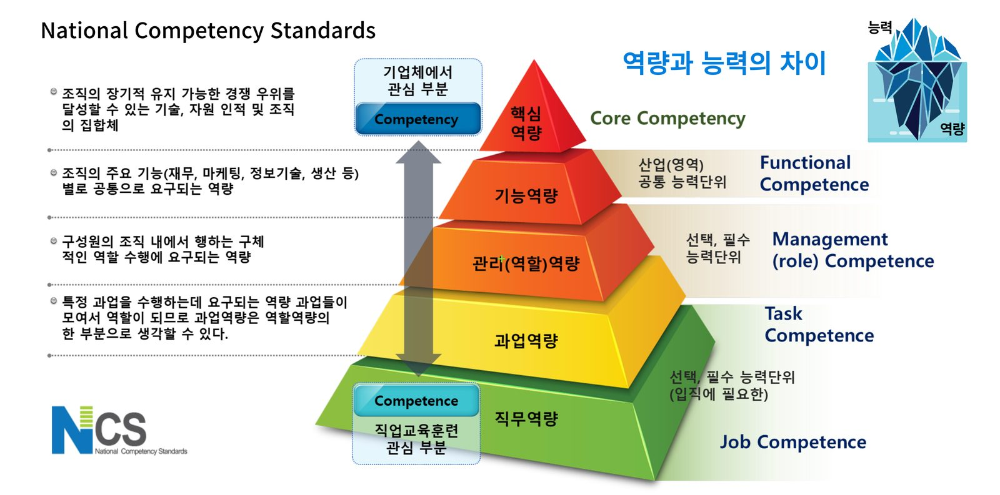 National Competency Standards
능력
역량과 능력의 차이
역량
기업체에서
관심 부분
Competency
조직의 장기적 유지 가능한 경쟁 우위를
달성할 수 있는 기술, 자원 인적 및 조직
의 집합체
핵심
역량
Core Competency
조직의 주요 기능(재무, 마케팅, 정보기술, 생산 등)
별로 공통으로 요구되는 역량
기능역량
산업(영역)
공통 능력단위
Functional
Competence
구성원의 조직 내에서 행하는 구체
적인 역할 수행에 요구되는 역량
관리(역할)역량
선택, 필수
능력단위
Management
(role) Competence
특정 과업을 수행하는데 요구되는 역량 과업들이
모여서 역할이 되므로 과업역량은 역할역량의
한 부분으로 생각할 수 있다.
과업역량
Task
Competence
선택, 필수 능력단위
(입직에 필요한)
Competence
직업교육훈련
관심 부분
직무역량
Job Competence
NCS
National Competency Standards